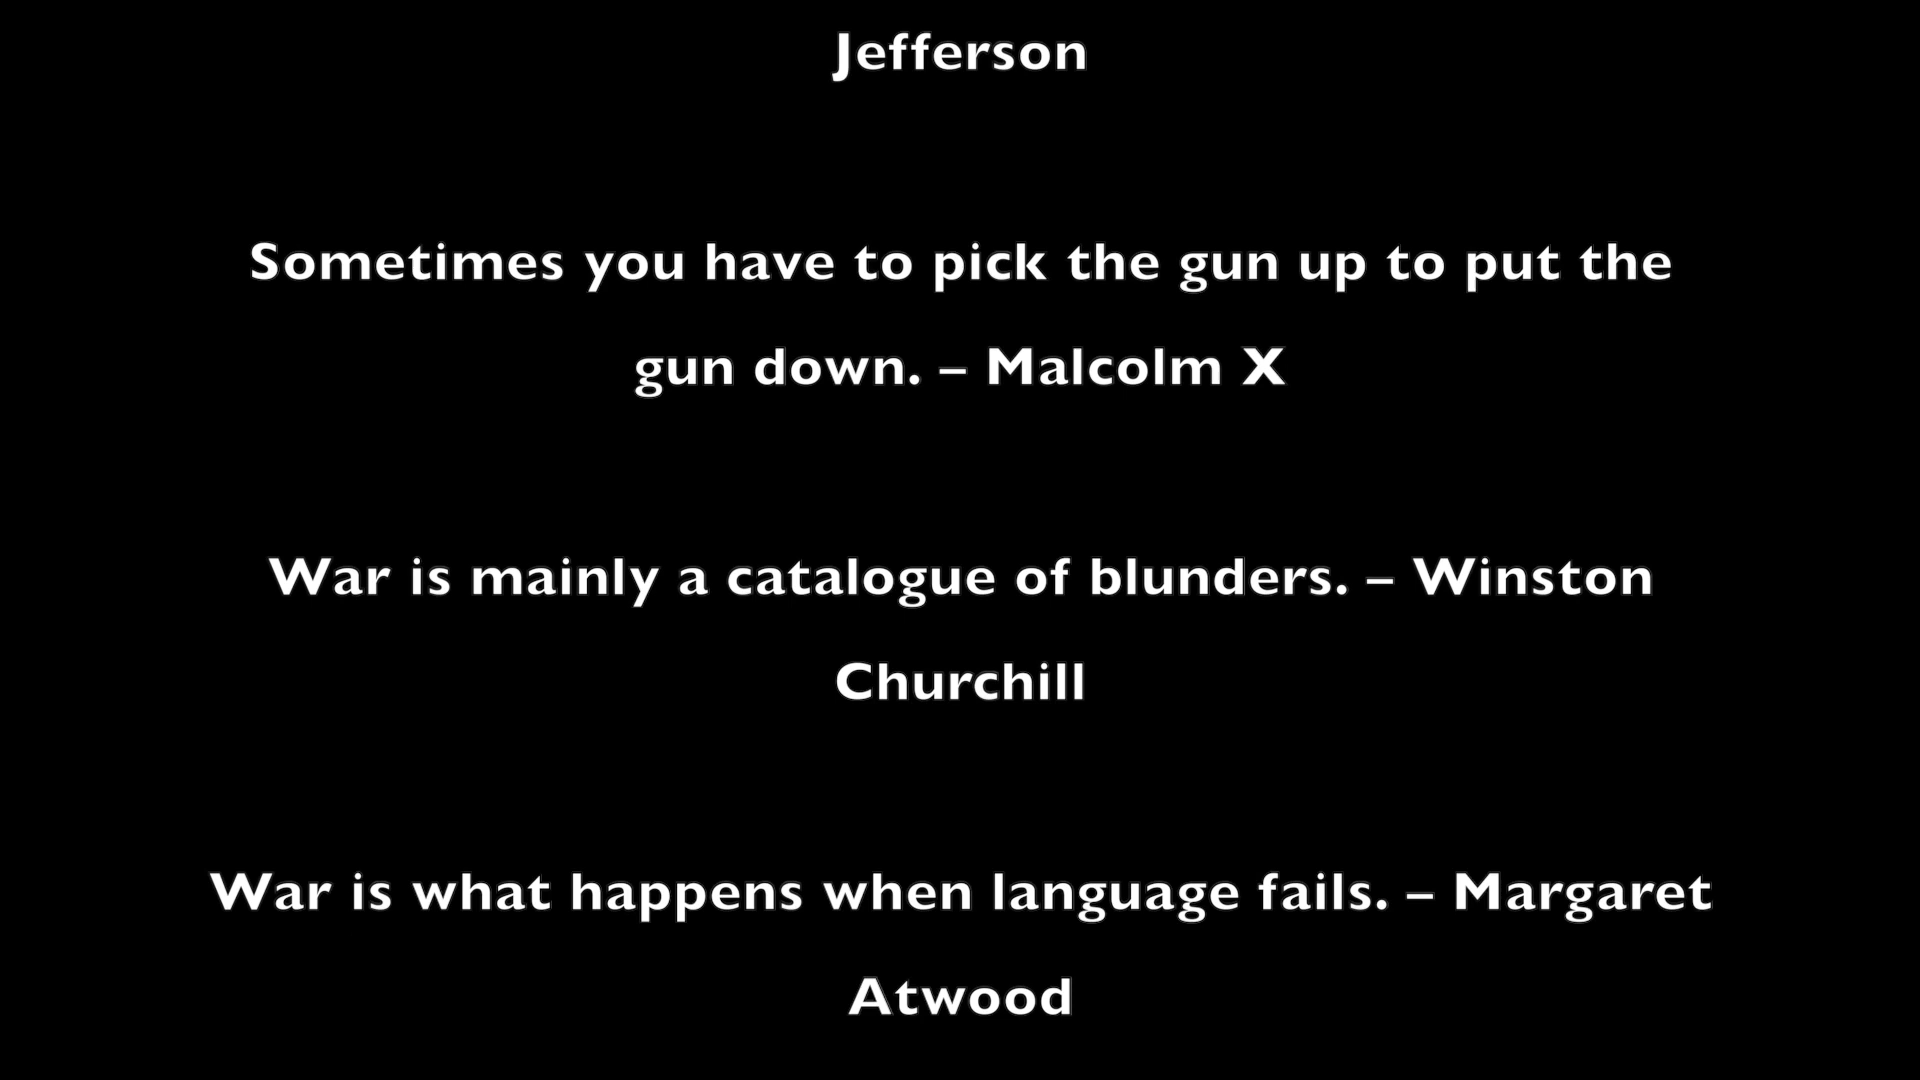 Jefferson
Sometimes you have to pick the gun up to put the
gun down. – Malcolm X
War is mainly a catalogue of blunders. – Winston
Churchill
War is what happens when language fails. – Margaret
Atwood